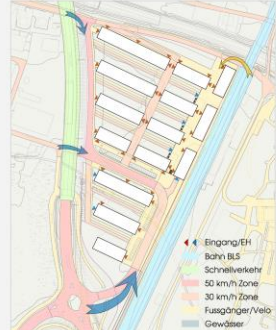 Eingang/EH
Bahn BLS
Schnellverkehr
50 km/h Zone
30 km/h Zone
Fussgänger/Velo
Gewässer